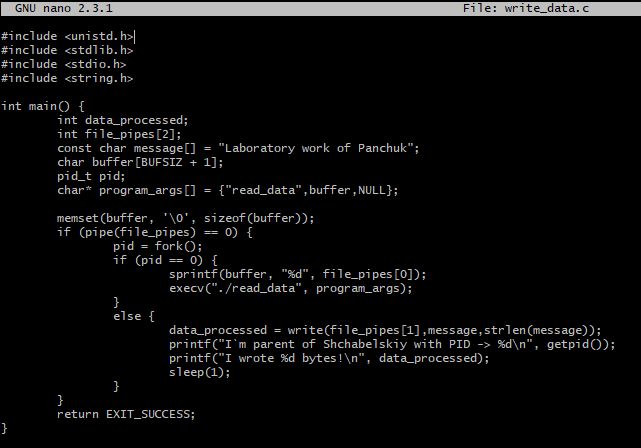 GNU nano 2.3.1 File: write_data.c
#include <unistd.h>
#include <stdlib.h>
#include <stdio.h>
#include <string.h>
int main() {
int data_processed;
int file_pipes[2];
const char message[] = "Laboratory work of Panchuk";
char buffer[BUFSIZ + 1];
pid_t pid;
char* program_args[] = {"read_data",buffer,NULL};
memset(buffer, '\0', sizeof(buffer));
if (pipe(file_pipes) == 0) {
pid = fork();
if (pid == 0) {
sprintf(buffer, "%d", file_pipes[0]);
execv("./read_data", program_args);
}
else {
data_processed = write(file_pipes[1],message,strlen(message));
printf("I`m parent of Shchabelskiy with PID -> %d\n", getpid());
printf("I wrote %d bytes!\n", data_processed);
sleep(1);
}
}
return EXIT_SUCCESS;
}